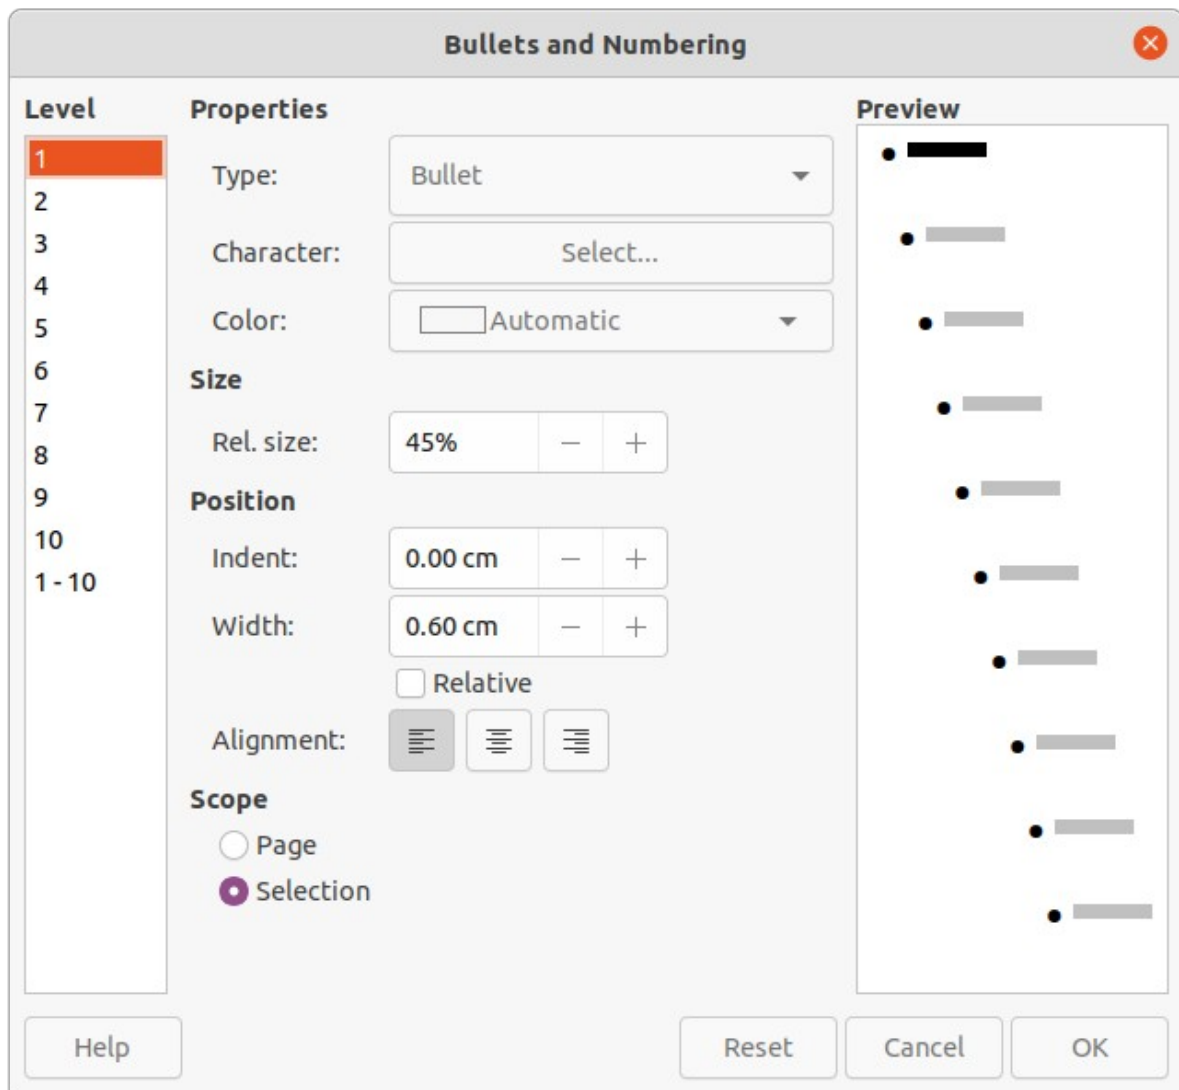 Bullets and Numbering
Level
1
2
3
4
5
6
7
8
9
10
1 - 10
Properties
Type: Bullet
Character: Select...
Color: Automatic
Size
Rel. size: 45% − +
Position
Indent: 0.00 cm − +
Width: 0.60 cm − +
Relative
Alignment:
Scope
Page
Selection
Preview
Help Reset Cancel OK